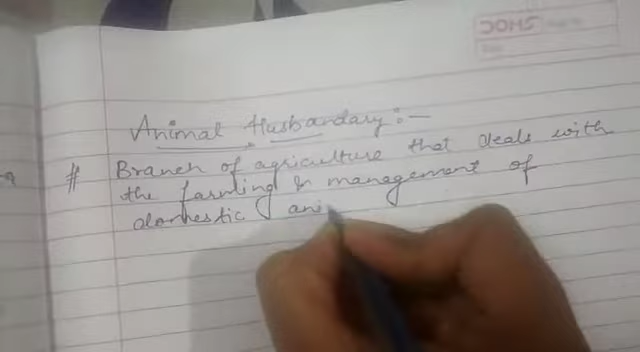 DOMS
Animal Husbandary:-
# Branch of agriculture that deals with
the farming & management of
domestic ani